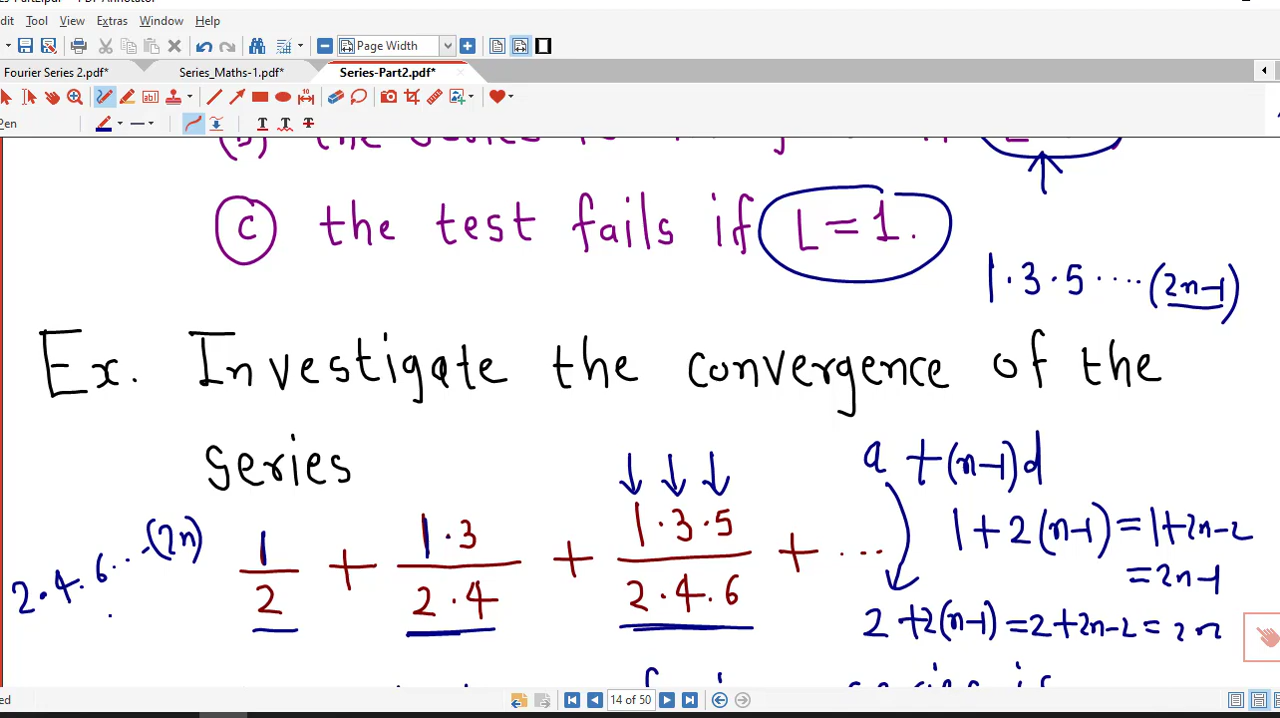 dit Tool View Extras Window Help
Page Width
Fourier Series 2.pdf* Series_Maths-1.pdf* Series-Part2.pdf*
Pen
(c) the test fails if L = 1.
1·3·5····(2n-1)
Ex. Investigate the convergence of the
series
a + (n-1)d
1 + 2(n-1) = 1+2n-2
= 2n-1
2 + 2(n-1) = 2+2n-2 = 2n
2·4·6...-(2n)
1/2 + 1·3/2·4 + 1·3·5/2·4·6 + ...
14 of 50